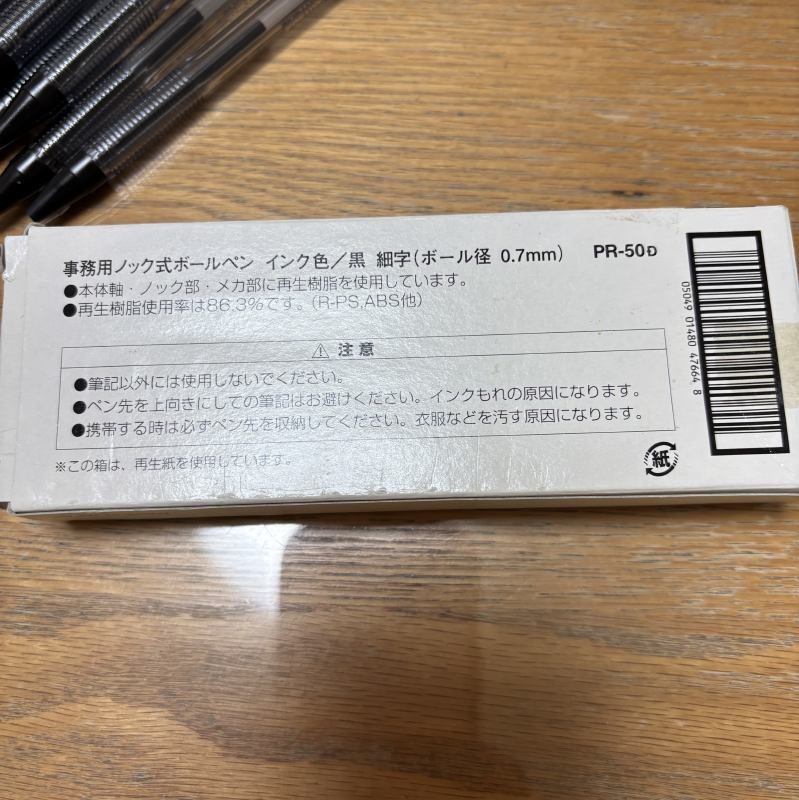 事務用ノック式ボールペン インク色／黒 細字(ボール径 0.7mm) PR-50D
●本体軸・ノック部・メカ部に再生樹脂を使用しています。
●再生樹脂使用率は86.3%です。(R-PS,ABS他)
⚠ 注意
●筆記以外には使用しないでください。
●ペン先を上向きにしての筆記はお避けください。インクもれの原因になります。
●携帯する時は必ずペン先を収納してください。衣服などを汚す原因になります。
※この箱は、再生紙を使用しています。
紙
05049 01480 47664 8